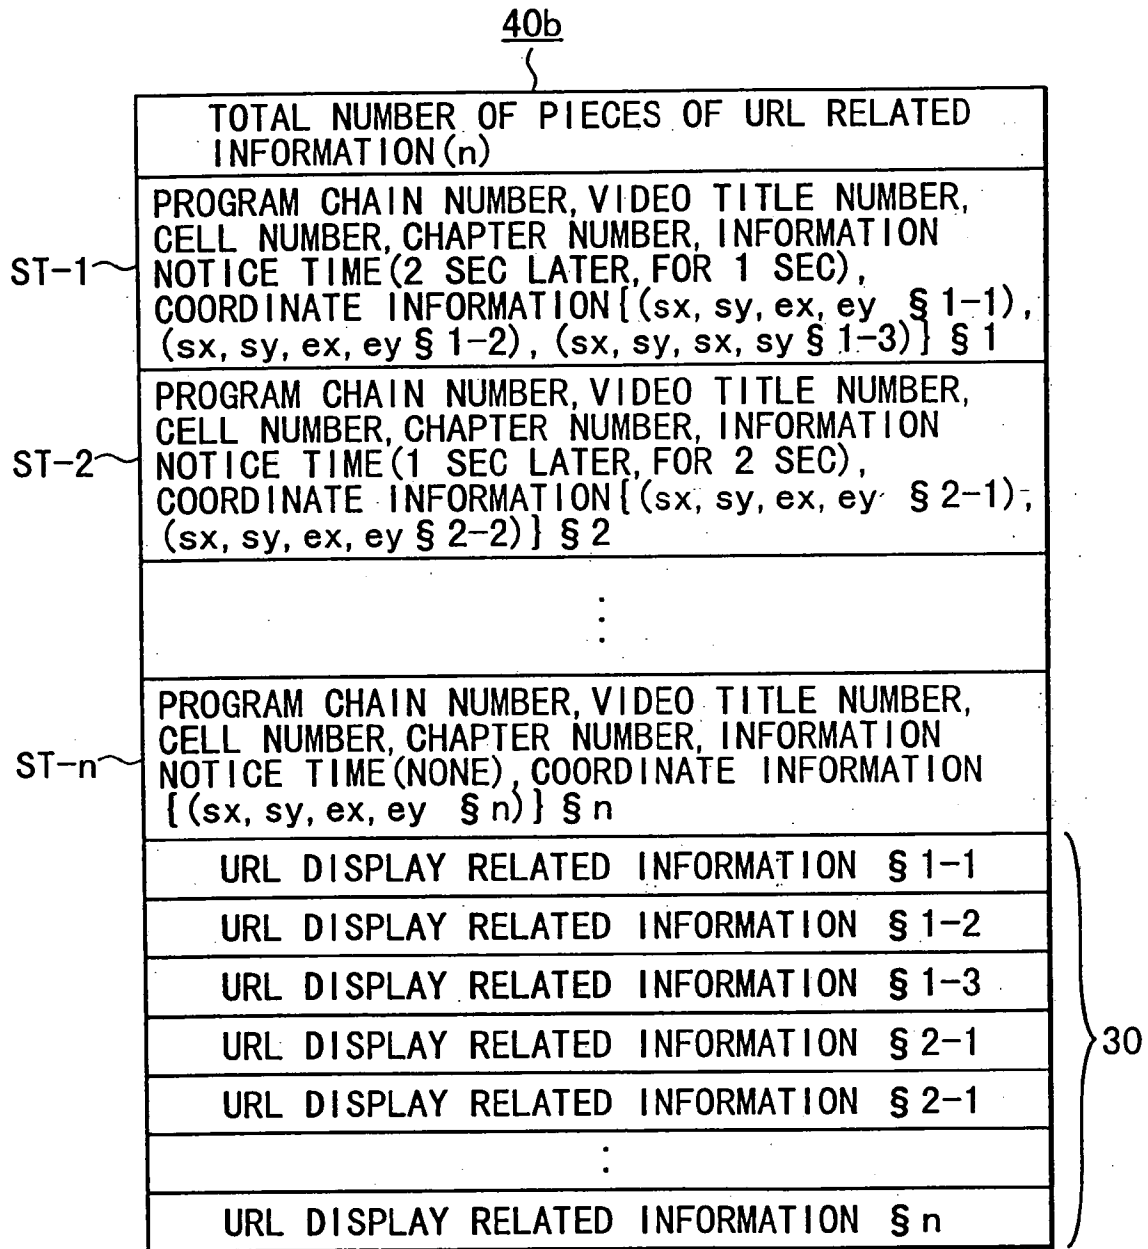 40b
TOTAL NUMBER OF PIECES OF URL RELATED
INFORMATION(n)
PROGRAM CHAIN NUMBER, VIDEO TITLE NUMBER,
CELL NUMBER, CHAPTER NUMBER, INFORMATION
ST-1 NOTICE TIME(2 SEC LATER, FOR 1 SEC),
COORDINATE INFORMATION{(sx, sy, ex, ey § 1-1),
(sx, sy, ex, ey § 1-2), (sx, sy, sx, sy § 1-3)} § 1
PROGRAM CHAIN NUMBER, VIDEO TITLE NUMBER,
CELL NUMBER, CHAPTER NUMBER, INFORMATION
ST-2 NOTICE TIME(1 SEC LATER, FOR 2 SEC),
COORDINATE INFORMATION{(sx, sy, ex, ey § 2-1),
(sx, sy, ex, ey § 2-2)} § 2
PROGRAM CHAIN NUMBER, VIDEO TITLE NUMBER,
CELL NUMBER, CHAPTER NUMBER, INFORMATION
ST-n NOTICE TIME(NONE), COORDINATE INFORMATION
{(sx, sy, ex, ey § n)} § n
URL DISPLAY RELATED INFORMATION § 1-1
URL DISPLAY RELATED INFORMATION § 1-2
URL DISPLAY RELATED INFORMATION § 1-3
URL DISPLAY RELATED INFORMATION § 2-1
30
URL DISPLAY RELATED INFORMATION § 2-1
URL DISPLAY RELATED INFORMATION § n